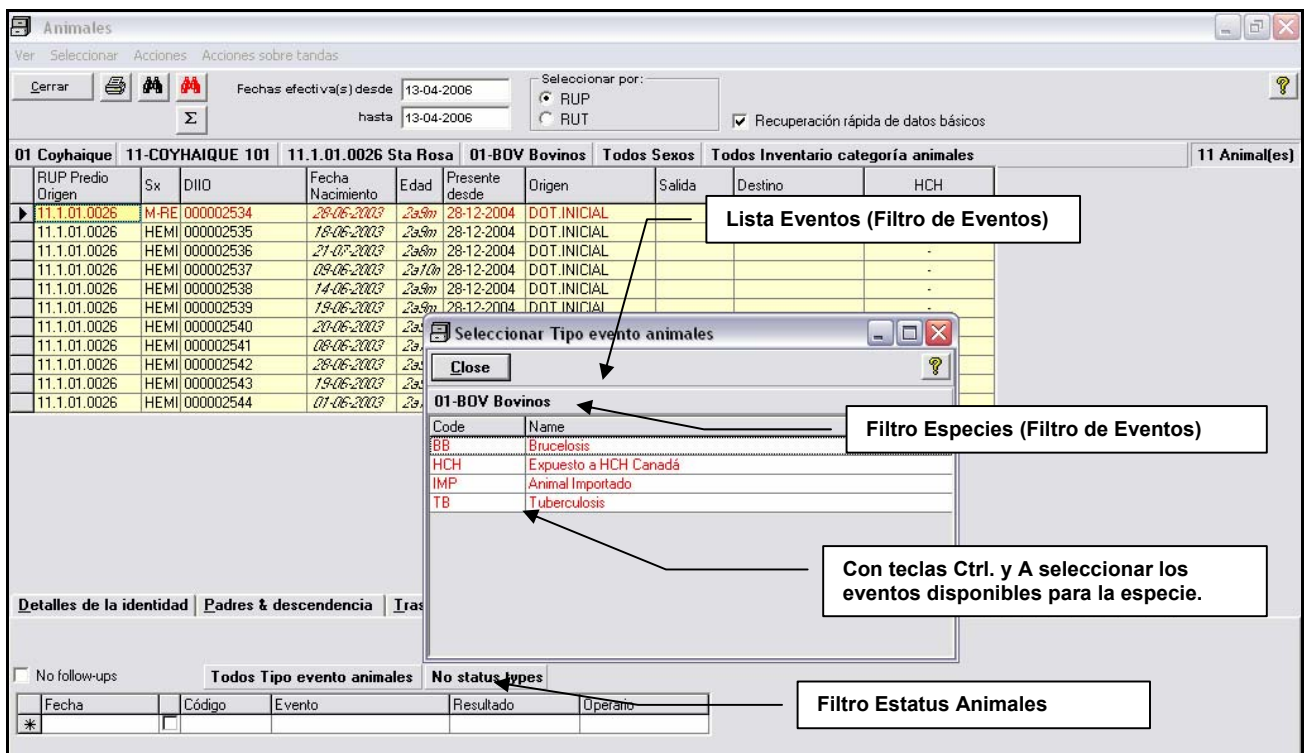 Animales
Ver Seleccionar Acciones Acciones sobre tandas
Cerrar
Fechas efectiva(s) desde 13-04-2006
hasta 13-04-2006
Seleccionar por:
RUP
RUT
Recuperación rápida de datos básicos
Σ
?
01 Coyhaique 11-COYHAIQUE 101 11.1.01.0026 Sta Rosa 01-BOV Bovinos Todos Sexos Todos Inventario categoría animales 11 Animal(es)
RUP Predio Origen Sx DIIO Fecha Nacimiento Edad Presente desde Origen Salida Destino HCH
11.1.01.0026 M-RE 000002534 28-06-2003 2a9m 28-12-2004 DOT.INICIAL
11.1.01.0026 HEMI 000002535 18-06-2003 2a9m 28-12-2004 DOT.INICIAL
11.1.01.0026 HEMI 000002536 21-07-2003 2a8m 28-12-2004 DOT.INICIAL -
11.1.01.0026 HEMI 000002537 09-06-2003 2a10m 28-12-2004 DOT.INICIAL -
11.1.01.0026 HEMI 000002538 14-06-2003 2a9m 28-12-2004 DOT.INICIAL -
11.1.01.0026 HEMI 000002539 19-06-2003 2a9m 28-12-2004 DOT.INICIAL
11.1.01.0026 HEMI 000002540 20-06-2003
11.1.01.0026 HEMI 000002541 08-06-2003
11.1.01.0026 HEMI 000002542 28-06-2003
11.1.01.0026 HEMI 000002543 19-06-2003
11.1.01.0026 HEMI 000002544 01-06-2003
Lista Eventos (Filtro de Eventos)
Seleccionar Tipo evento animales
Close
?
01-BOV Bovinos
Code Name
BB Brucelosis
HCH Expuesto a HCH Canadá
IMP Animal Importado
TB Tuberculosis
Filtro Especies (Filtro de Eventos)
Con teclas Ctrl. y A seleccionar los
eventos disponibles para la especie.
Detalles de la identidad Padres & descendencia Tras
No follow-ups Todos Tipo evento animales No status types
Fecha Código Evento Resultado Operario
Filtro Estatus Animales